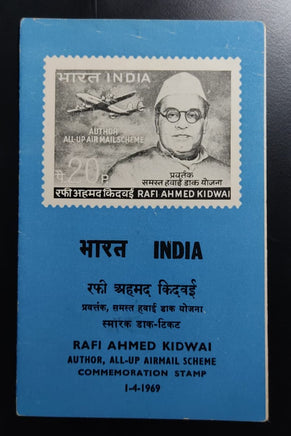 भारत INDIA
AUTHOR
ALL-UP AIR MAIL SCHEME
प्रवर्तक
समस्त हवाई डाक योजना
पै 20 P
रफी अहमद किदवई RAFI AHMED KIDWAI
भारत INDIA
रफी अहमद किदवई
प्रवर्तक, समस्त हवाई डाक योजना
स्मारक डाक-टिकट
RAFI AHMED KIDWAI
AUTHOR, ALL-UP AIRMAIL SCHEME
COMMEMORATION STAMP
1-4-1969